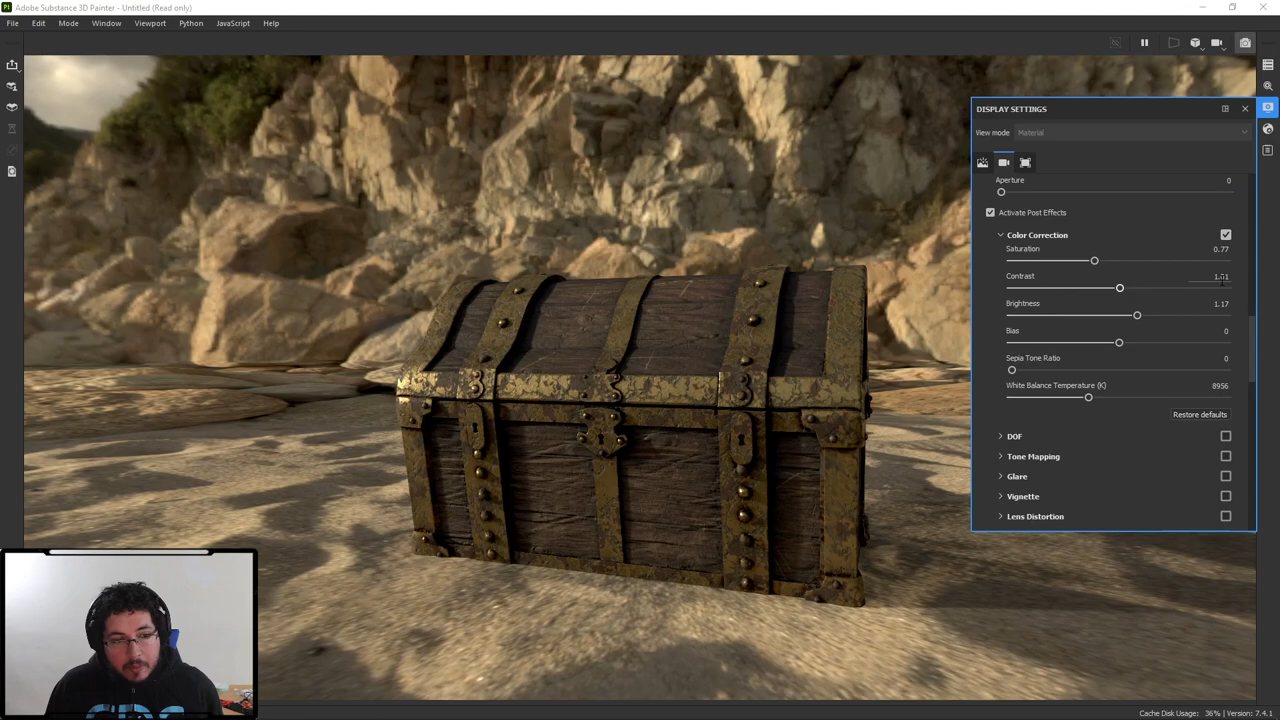 Pt Adobe Substance 3D Painter - Untitled (Read only)
File Edit Mode Window Viewport Python JavaScript Help
DISPLAY SETTINGS
View mode Material
Aperture 0
Activate Post Effects
Color Correction
Saturation 0.77
Contrast
Brightness 1.17
Bias 0
Sepia Tone Ratio 0
White Balance Temperature (K) 8956
Restore defaults
DOF
Tone Mapping
Glare
Vignette
Lens Distortion
Cache Disk Usage: 36% | Version: 7.4.1